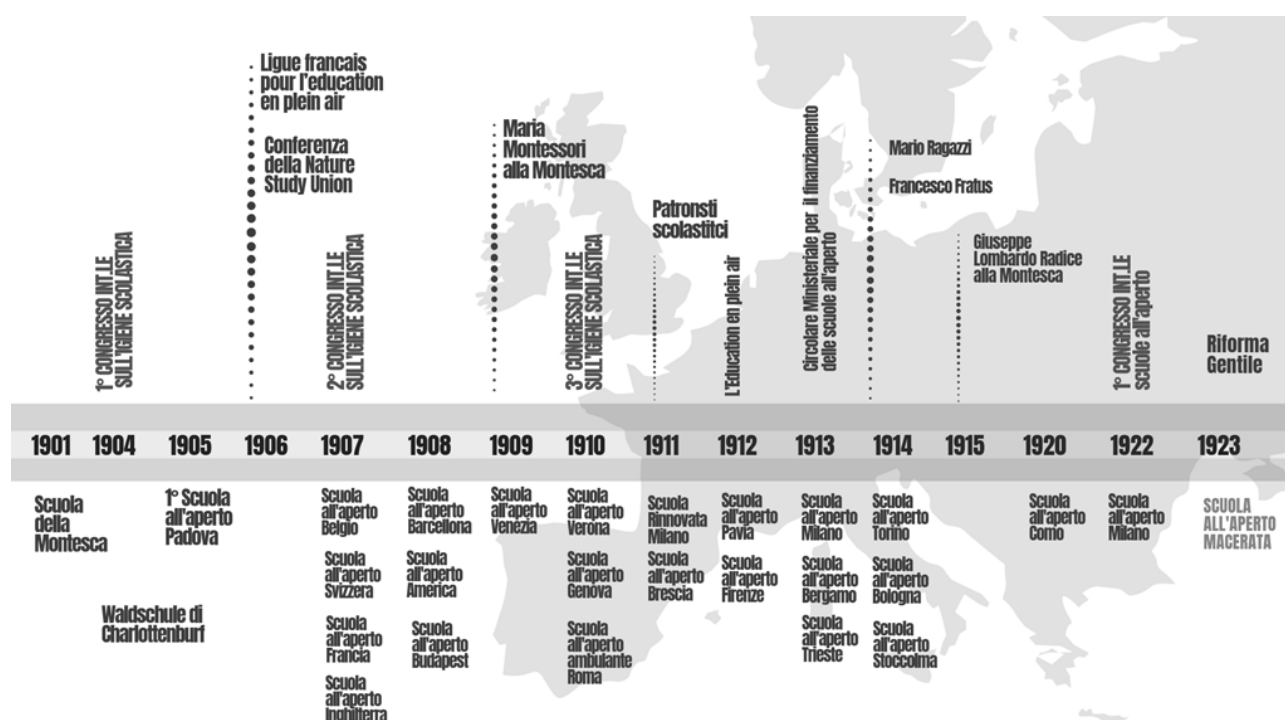 Ligue francais
pour l'education
en plein air
Conferenza
della Nature
Study Union
Maria
Montessori
alla Montesca
Patronsti
scolastitci
Mario Ragazzi
Francesco Fratus
Giuseppe
Lombardo Radice
alla Montesca
Riforma
Gentile
1° CONGRESSO INT.LE
SULL'IGIENE SCOLASTICA
2° CONGRESSO INT.LE
SULL'IGIENE SCOLASTICA
3° CONGRESSO INT.LE
SULL'IGIENE SCOLASTICA
L'Education en plein air
Circolare Ministeriale per il finanziamento
delle scuole all'aperto
1° CONGRESSO INT.LE
scuole all'aperto
1901 1904 1905 1906 1907 1908 1909 1910 1911 1912 1913 1914 1915 1920 1922 1923
Scuola
della
Montesca
Waldschule di
Charlottenburf
1° Scuola
all'aperto
Padova
Scuola
all'aperto
Belgio
Scuola
all'aperto
Svizzera
Scuola
all'aperto
Francia
Scuola
all'aperto
Inghilterra
Scuola
all'aperto
Barcellona
Scuola
all'aperto
America
Scuola
all'aperto
Budapest
Scuola
all'aperto
Venezia
Scuola
all'aperto
Verona
Scuola
all'aperto
Genova
Scuola
all'aperto
ambulante
Roma
Scuola
Rinnovata
Milano
Scuola
all'aperto
Brescia
Scuola
all'aperto
Pavia
Scuola
all'aperto
Firenze
Scuola
all'aperto
Milano
Scuola
all'aperto
Bergamo
Scuola
all'aperto
Trieste
Scuola
all'aperto
Torino
Scuola
all'aperto
Bologna
Scuola
all'aperto
Stoccolma
Scuola
all'aperto
Como
Scuola
all'aperto
Milano
SCUOLA
ALL'APERTO
MACERATA